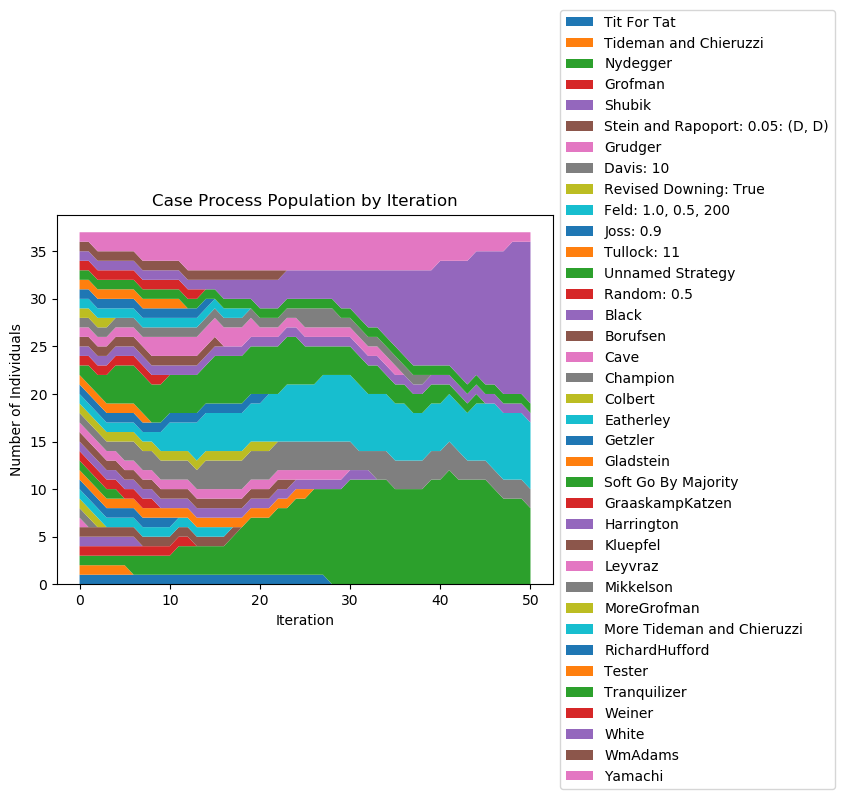 Case Process Population by Iteration
Number of Individuals
35
30
25
20
15
10
5
0
0 10 20 30 40 50
Iteration
Tit For Tat
Tideman and Chieruzzi
Nydegger
Grofman
Shubik
Stein and Rapoport: 0.05: (D, D)
Grudger
Davis: 10
Revised Downing: True
Feld: 1.0, 0.5, 200
Joss: 0.9
Tullock: 11
Unnamed Strategy
Random: 0.5
Black
Borufsen
Cave
Champion
Colbert
Eatherley
Getzler
Gladstein
Soft Go By Majority
GraaskampKatzen
Harrington
Kluepfel
Leyvraz
Mikkelson
MoreGrofman
More Tideman and Chieruzzi
RichardHufford
Tester
Tranquilizer
Weiner
White
WmAdams
Yamachi